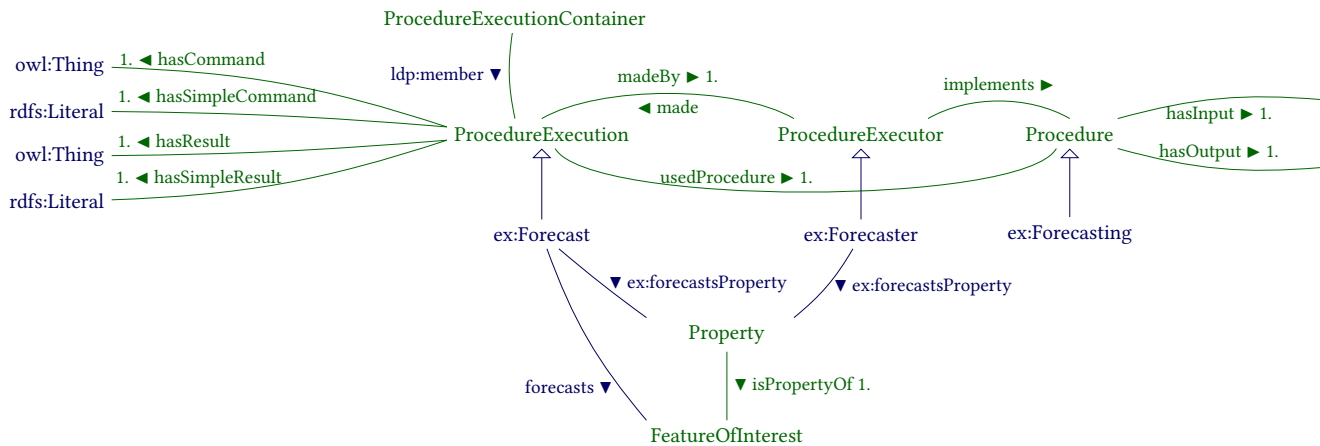 ProcedureExecutionContainer
owl:Thing
1. ◄ hasCommand
ldp:member ▼
madeBy ► 1.
implements ►
rdfs:Literal
1. ◄ hasSimpleCommand
◄ made
hasInput ► 1.
ProcedureExecution
ProcedureExecutor
Procedure
owl:Thing
1. ◄ hasResult
hasOutput ► 1.
rdfs:Literal
1. ◄ hasSimpleResult
usedProcedure ► 1.
ex:Forecast
ex:Forecaster
ex:Forecasting
▼ ex:forecastsProperty
▼ ex:forecastsProperty
Property
forecasts ▼
▼ isPropertyOf 1.
FeatureOfInterest